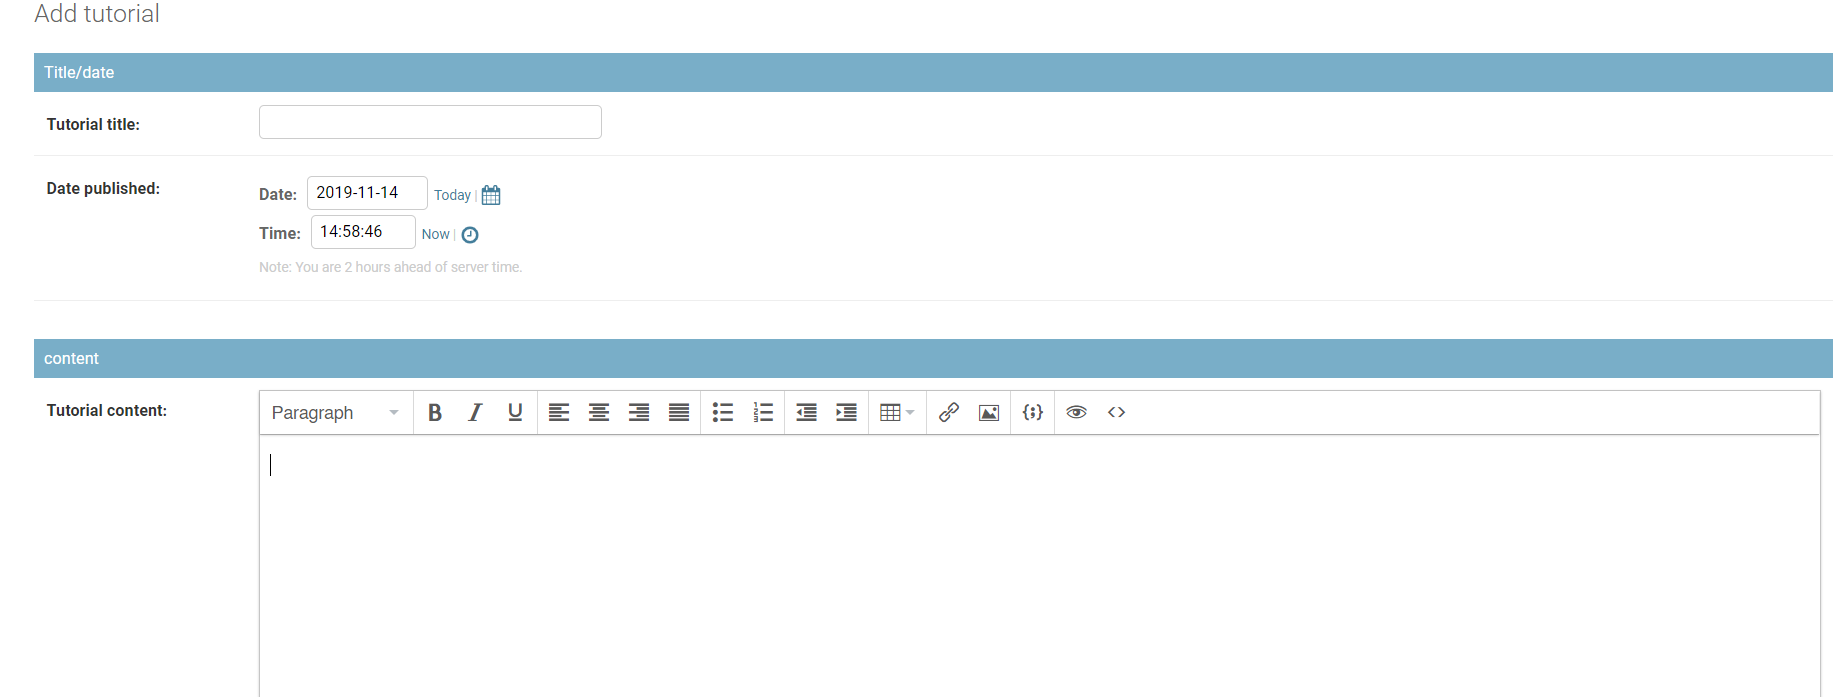 Add tutorial
Title/date
Tutorial title:
Date published:
Date: 2019-11-14 Today |
Time: 14:58:46 Now |
Note: You are 2 hours ahead of server time.
content
Tutorial content:
Paragraph B I U